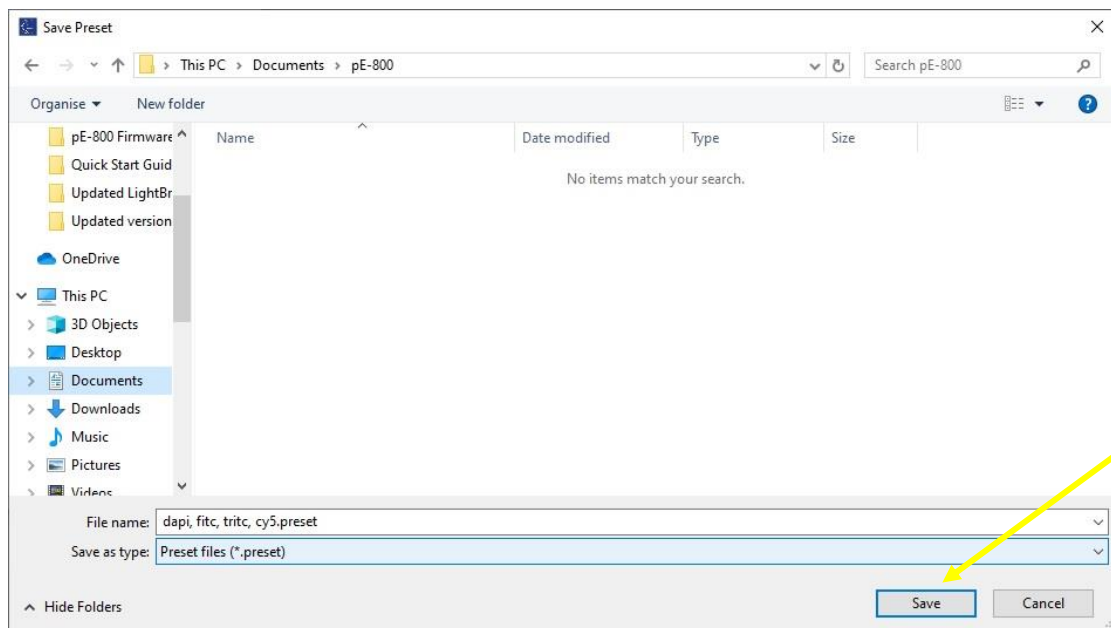 Save Preset
This PC > Documents > pE-800
Search pE-800
Organise
New folder
?
Name
Date modified
Type
Size
No items match your search.
pE-800 Firmware
Quick Start Guid
Updated LightBr
Updated version
OneDrive
This PC
3D Objects
Desktop
Documents
Downloads
Music
Pictures
Videos
File name: dapi, fitc, tritc, cy5.preset
Save as type: Preset files (*.preset)
Hide Folders
Save
Cancel